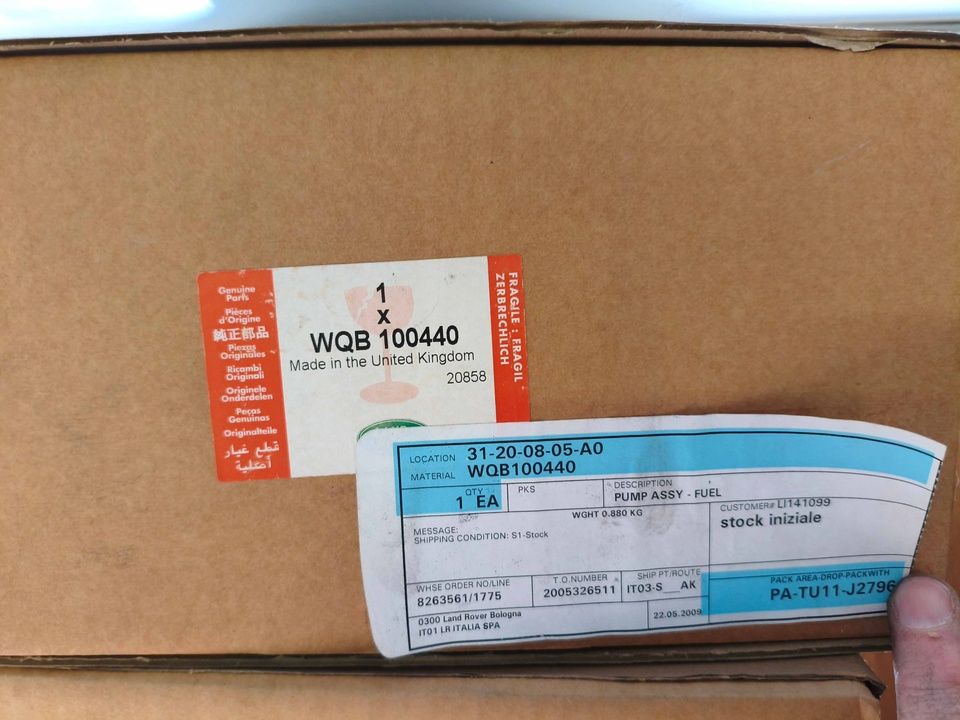 Genuine
Parts
Pièces
d'Origine
純正部品
Piezas
Originales
Ricambi
Originali
Originele
Onderdelen
Peças
Genuinas
Originalteile
قطع غيار
أصلية
1
x
WQB 100440
Made in the United Kingdom
20858
FRAGILE : FRAGIL
ZERBRECHLICH
LOCATION 31-20-08-05-A0
MATERIAL WQB100440
QTY 1 EA
PKS
DESCRIPTION
PUMP ASSY - FUEL
WGHT 0.880 KG
CUSTOMER# LI141099
stock iniziale
MESSAGE:
SHIPPING CONDITION: S1-Stock
WHSE ORDER NO/LINE
8263561/1775
T.O.NUMBER
2005326511
SHIP PT/ROUTE
IT03-S__AK
PACK AREA-DROP-PACKWITH
PA-TU11-J2796
0300 Land Rover Bologna
IT01 LR ITALIA SPA
22.05.2009